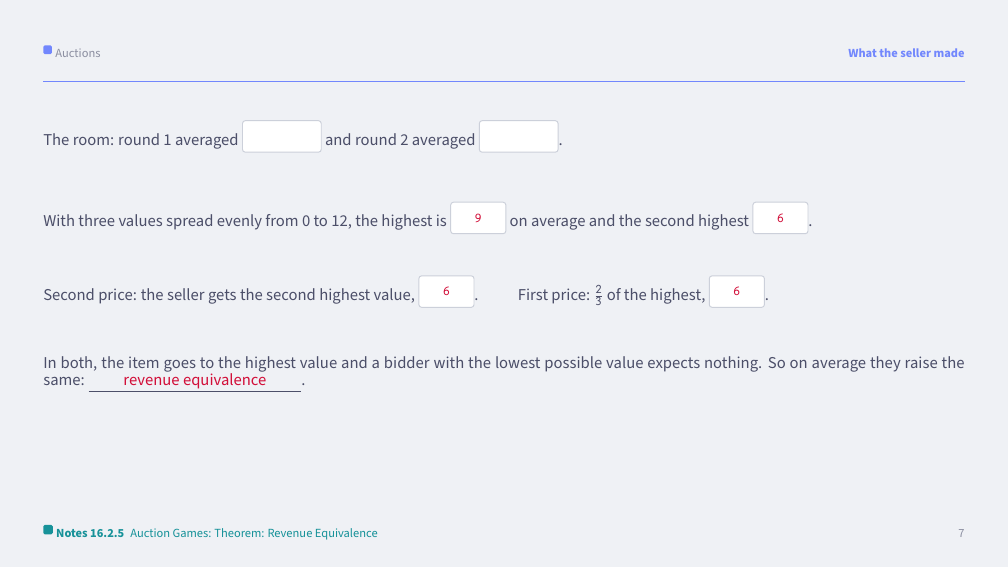 Auctions
What the seller made
The room: round 1 averaged and round 2 averaged .
With three values spread evenly from 0 to 12, the highest is 9 on average and the second highest 6 .
Second price: the seller gets the second highest value, 6 . First price: 2/3 of the highest, 6 .
In both, the item goes to the highest value and a bidder with the lowest possible value expects nothing. So on average they raise the
same: revenue equivalence .
Notes 16.2.5 Auction Games: Theorem: Revenue Equivalence
7